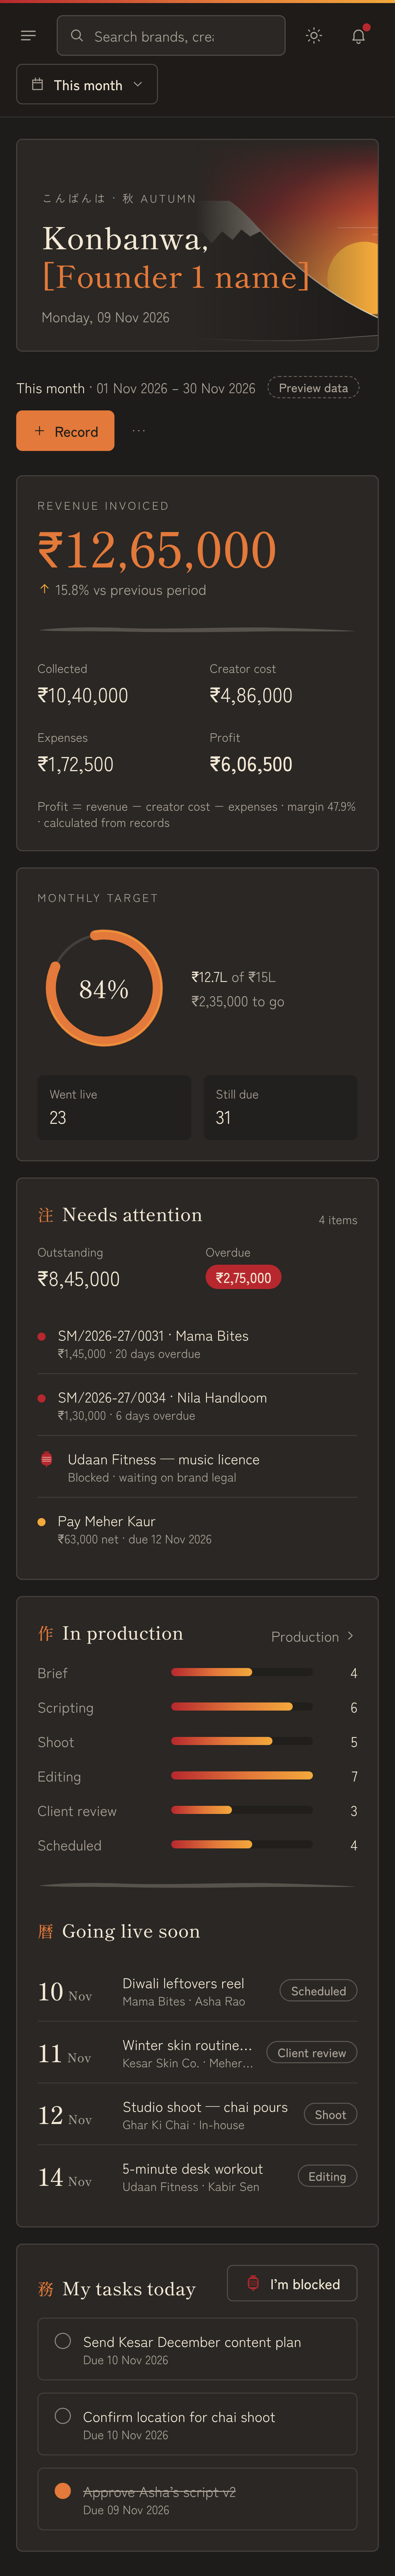 Search brands, crea
This month
こんばんは · 秋 AUTUMN
Konbanwa,
[Founder 1 name]
Monday, 09 Nov 2026
This month · 01 Nov 2026 – 30 Nov 2026 Preview data
+ Record ...
REVENUE INVOICED
₹12,65,000
↑ 15.8% vs previous period
Collected Creator cost
₹10,40,000 ₹4,86,000
Expenses Profit
₹1,72,500 ₹6,06,500
Profit = revenue − creator cost − expenses · margin 47.9%
· calculated from records
MONTHLY TARGET
84%
₹12.7L of ₹15L
₹2,35,000 to go
Went live Still due
23 31
注 Needs attention 4 items
Outstanding Overdue
₹8,45,000 ₹2,75,000
SM/2026-27/0031 · Mama Bites
₹1,45,000 · 20 days overdue
SM/2026-27/0034 · Nila Handloom
₹1,30,000 · 6 days overdue
Udaan Fitness — music licence
Blocked · waiting on brand legal
Pay Meher Kaur
₹63,000 net · due 12 Nov 2026
作 In production Production >
Brief 4
Scripting 6
Shoot 5
Editing 7
Client review 3
Scheduled 4
暦 Going live soon
10 Nov Diwali leftovers reel Scheduled
Mama Bites · Asha Rao
11 Nov Winter skin routine… Client review
Kesar Skin Co. · Meher…
12 Nov Studio shoot — chai pours Shoot
Ghar Ki Chai · In-house
14 Nov 5-minute desk workout Editing
Udaan Fitness · Kabir Sen
務 My tasks today I'm blocked
Send Kesar December content plan
Due 10 Nov 2026
Confirm location for chai shoot
Due 10 Nov 2026
Approve Asha's script v2
Due 09 Nov 2026